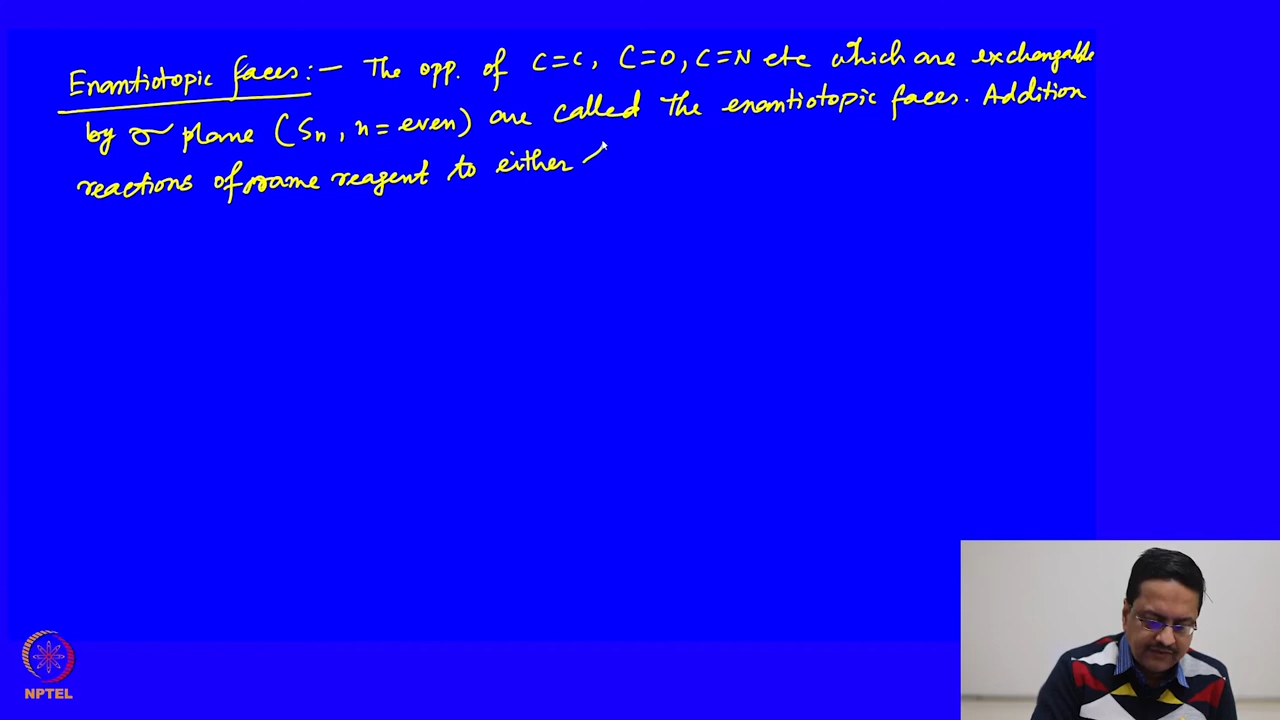 Enantiotopic faces:- The opp. of C=C, C=O, C=N etc which are exchangable
by σ plane (Sn, n = even) are called the enantiotopic faces. Addition
reactions of same reagent to either
NPTEL